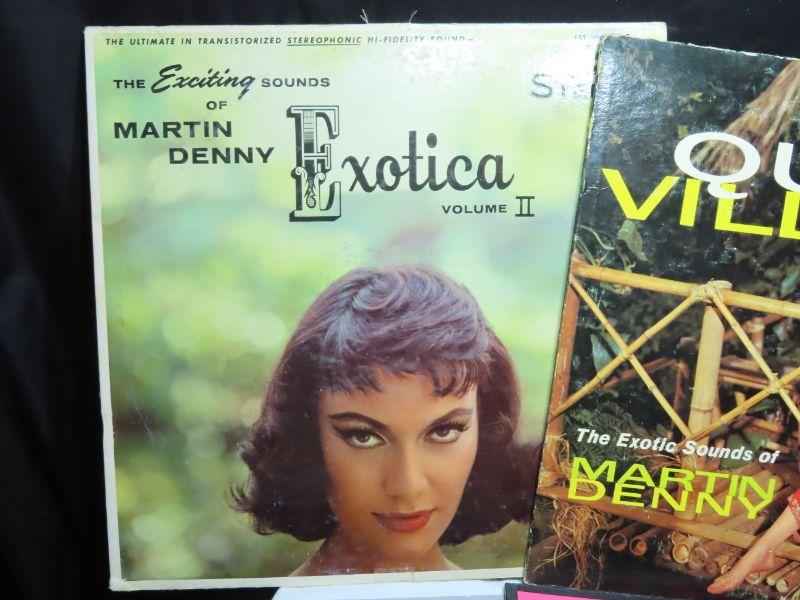 THE ULTIMATE IN TRANSISTORIZED STEREOPHONIC HI-FIDELITY SOUND
THE Exciting SOUNDS
OF
MARTIN
DENNY
Exotica
VOLUME II
QU
VILL
The Exotic Sounds of
MARTIN
DENNY